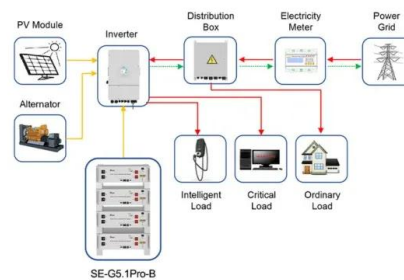 PV Module
Inverter
Distribution
Box
Electricity
Meter
Power
Grid
Alternator
Intelligent
Load
Critical
Load
Ordinary
Load
SE-G5.1Pro-B